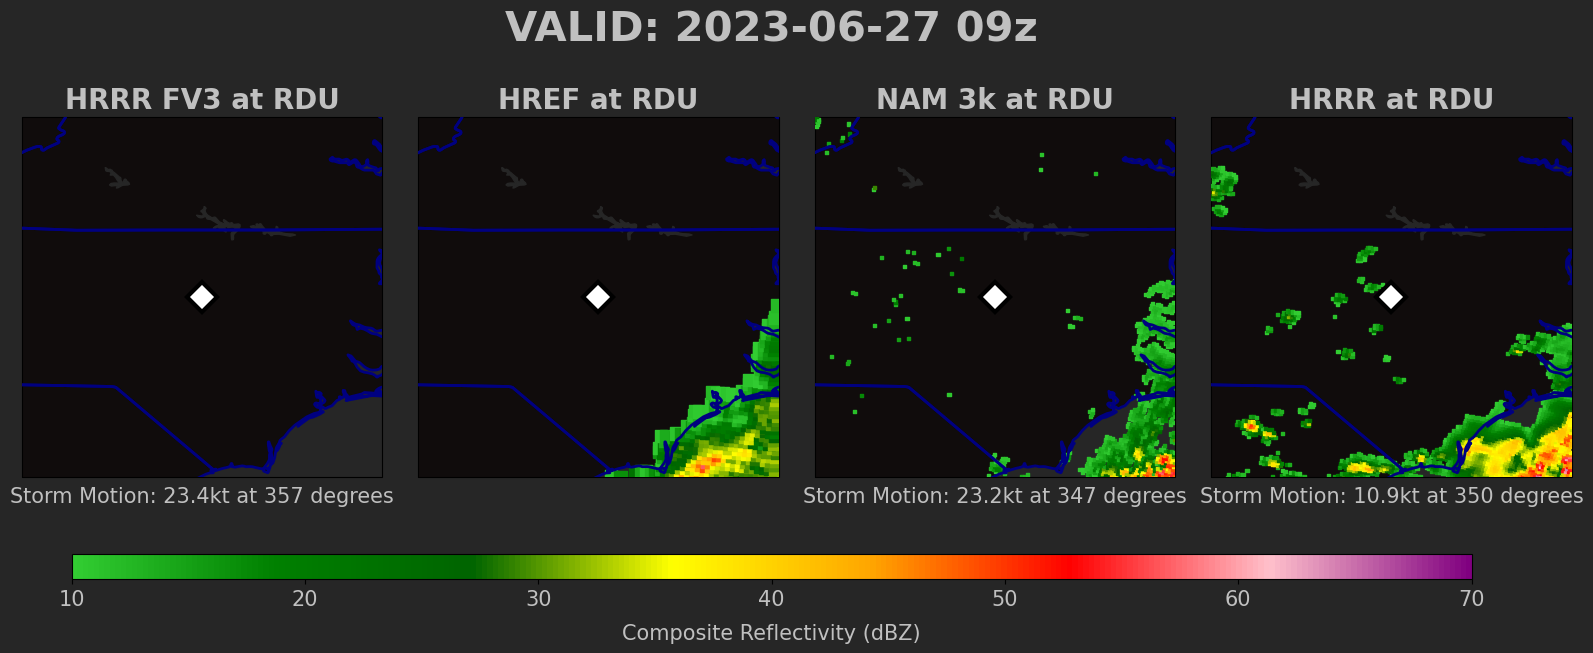 VALID: 2023-06-27 09z
HRRR FV3 at RDU
HREF at RDU
NAM 3k at RDU
HRRR at RDU
Storm Motion: 23.4kt at 357 degrees
Storm Motion: 23.2kt at 347 degrees
Storm Motion: 10.9kt at 350 degrees
10 20 30 40 50 60 70
Composite Reflectivity (dBZ)